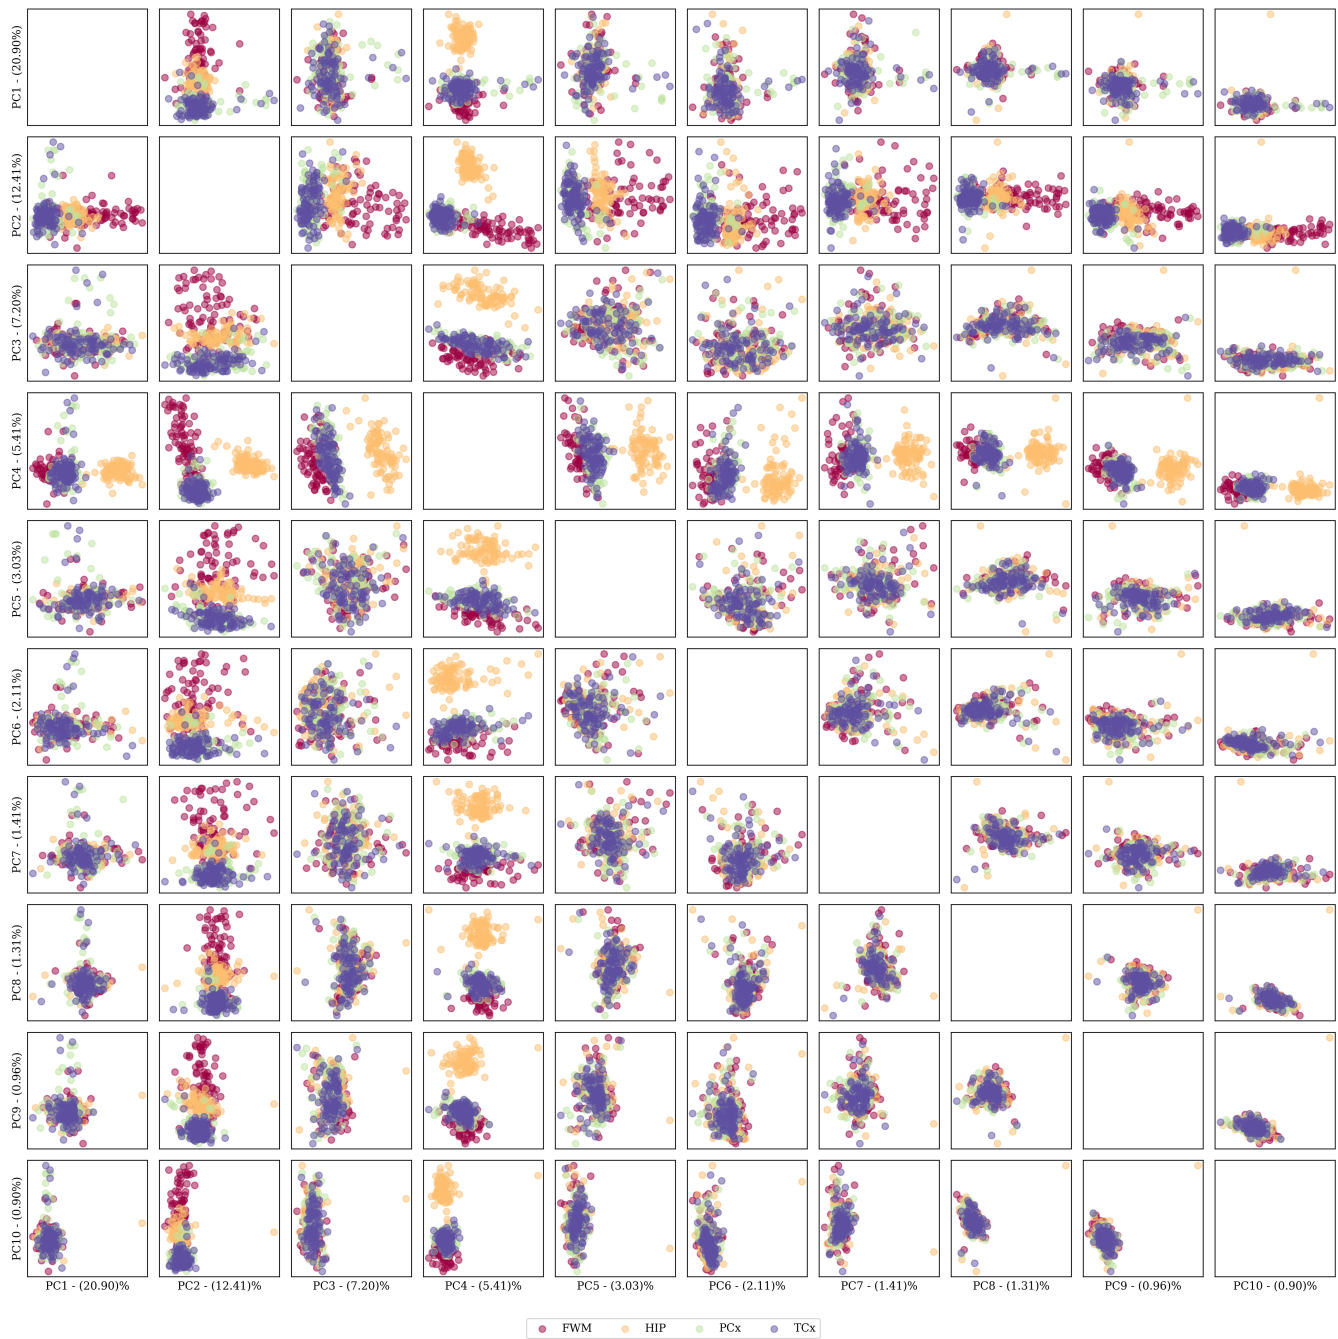 PC1 - (20.90%)
PC2 - (12.41%)
PC3 - (7.20%)
PC4 - (5.41%)
PC5 - (3.03%)
PC6 - (2.11%)
PC7 - (1.41%)
PC8 - (1.31%)
PC9 - (0.96%)
PC10 - (0.90%)
PC1 - (20.90)% PC2 - (12.41)% PC3 - (7.20)% PC4 - (5.41)% PC5 - (3.03)% PC6 - (2.11)% PC7 - (1.41)% PC8 - (1.31)% PC9 - (0.96)% PC10 - (0.90)%
FWM HIP PCx TCx